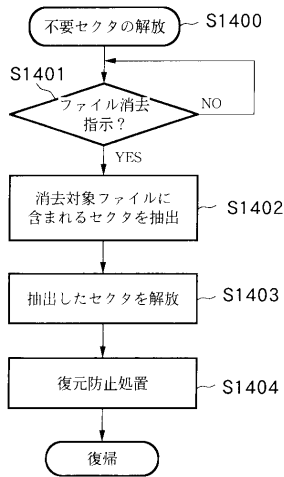 不要セクタの解放
S1400
S1401
ファイル消去
指示？
NO
YES
消去対象ファイルに
含まれるセクタを抽出
S1402
抽出したセクタを解放
S1403
復元防止処置
S1404
復帰